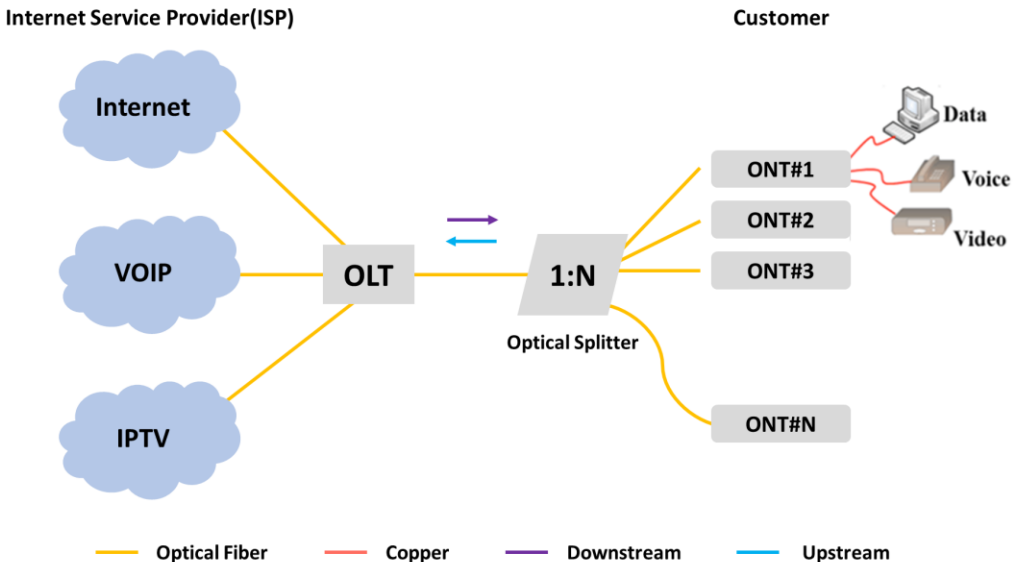 Internet Service Provider(ISP)
Customer
Internet
Data
ONT#1
Voice
ONT#2
Video
VOIP
OLT
1:N
ONT#3
Optical Splitter
IPTV
ONT#N
Optical Fiber
Copper
Downstream
Upstream